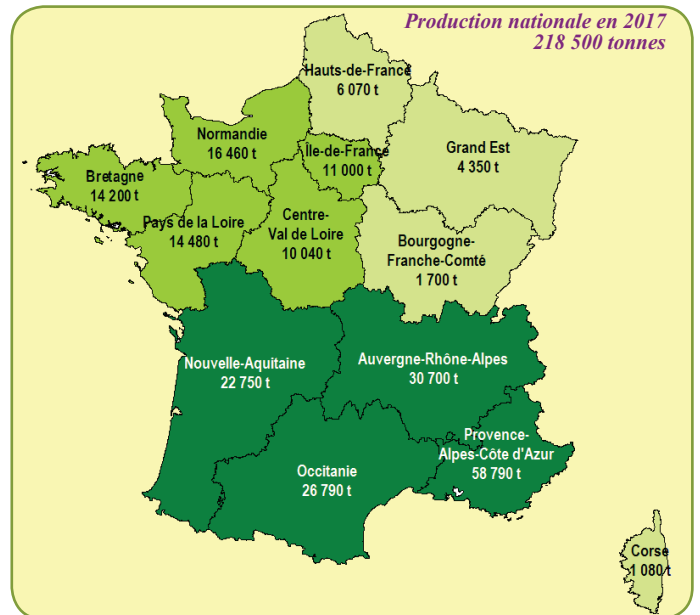 Production nationale en 2017
218 500 tonnes
Hauts-de-France
6 070 t
Normandie
16 460 t
Île-de-France
11 000 t
Grand Est
4 350 t
Bretagne
14 200 t
Pays de la Loire
14 480 t
Centre-
Val de Loire
10 040 t
Bourgogne-
Franche-Comté
1 700 t
Nouvelle-Aquitaine
22 750 t
Auvergne-Rhône-Alpes
30 700 t
Provence-
Alpes-Côte d'Azur
58 790 t
Occitanie
26 790 t
Corse
1 080 t